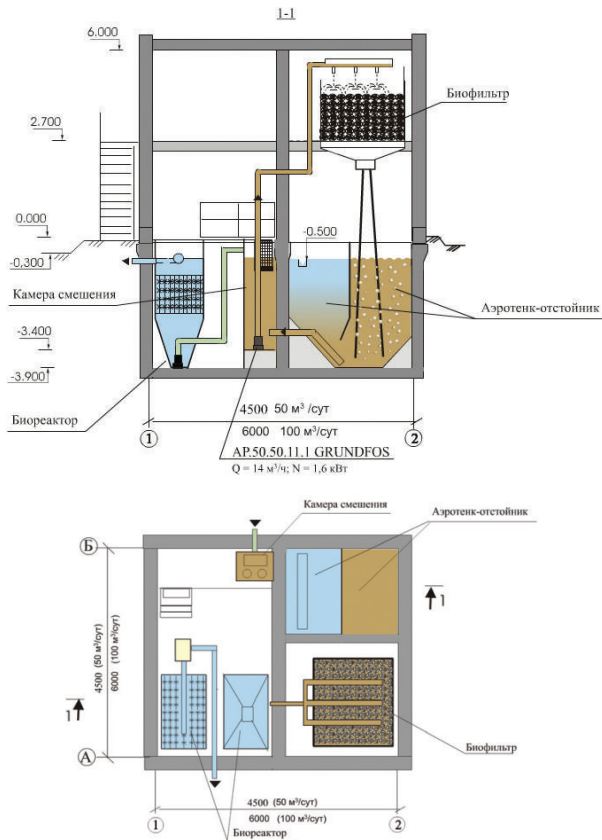 1-1
6.000
Биофильтр
2.700
0.000
-0.500
-0.300
Камера смешения
Аэротенк-отстойник
-3.400
-3.900
Биореактор
4500 50 м³/сут
1
2
6000 100 м³/сут
AP.50.50.11.1 GRUNDFOS
Q = 14 м³/ч; N = 1,6 кВт
Камера смешения
Аэротенк-отстойник
Б
1
4500 (50 м³/сут)
6000 (100 м³/сут)
1
Биофильтр
А
4500 (50 м³/сут)
1
2
6000 (100 м³/сут)
Биореактор